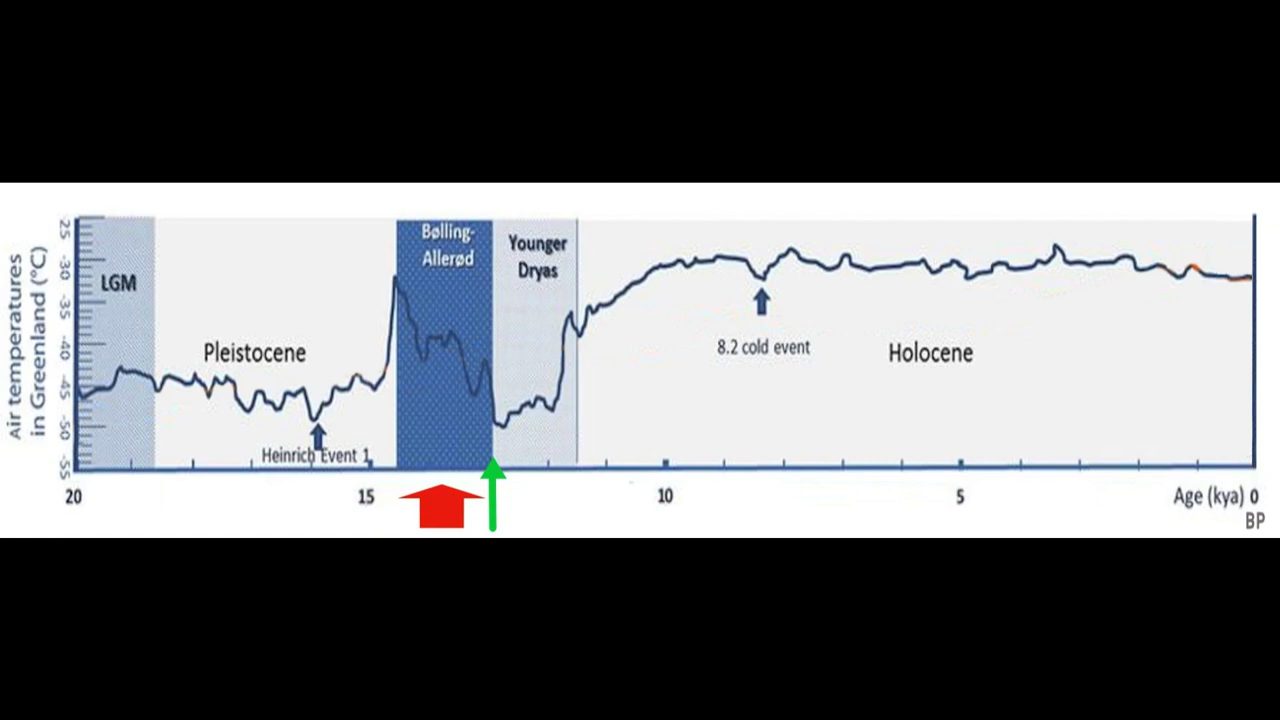 Air temperatures
in Greenland (°C)
-25
-30
-35
-40
-45
-50
-55
LGM
Pleistocene
Heinrich Event 1
Bølling-
Allerød
Younger
Dryas
8.2 cold event
Holocene
20
15
10
5
Age (kya) 0
BP